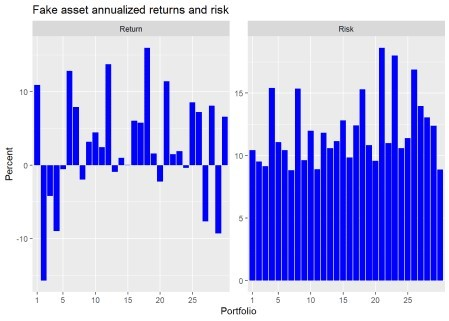 Fake asset annualized returns and risk
Return
Risk
Percent
10
0
-10
15
10
5
0
1 5 10 15 20 25
1 5 10 15 20 25
Portfolio